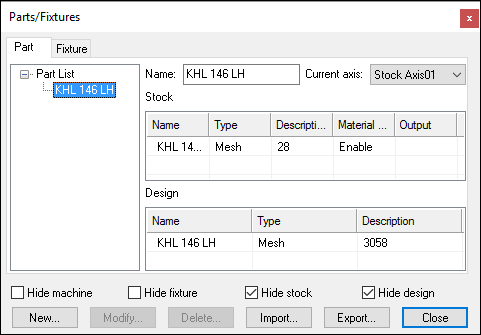 Parts/Fixtures
x
Part Fixture
Part List
KHL 146 LH
Name: KHL 146 LH Current axis: Stock Axis01
Stock
Name Type Descripti... Material ... Output
KHL 14... Mesh 28 Enable
Design
Name Type Description
KHL 146 LH Mesh 3058
Hide machine Hide fixture Hide stock Hide design
New... Modify... Delete... Import... Export... Close